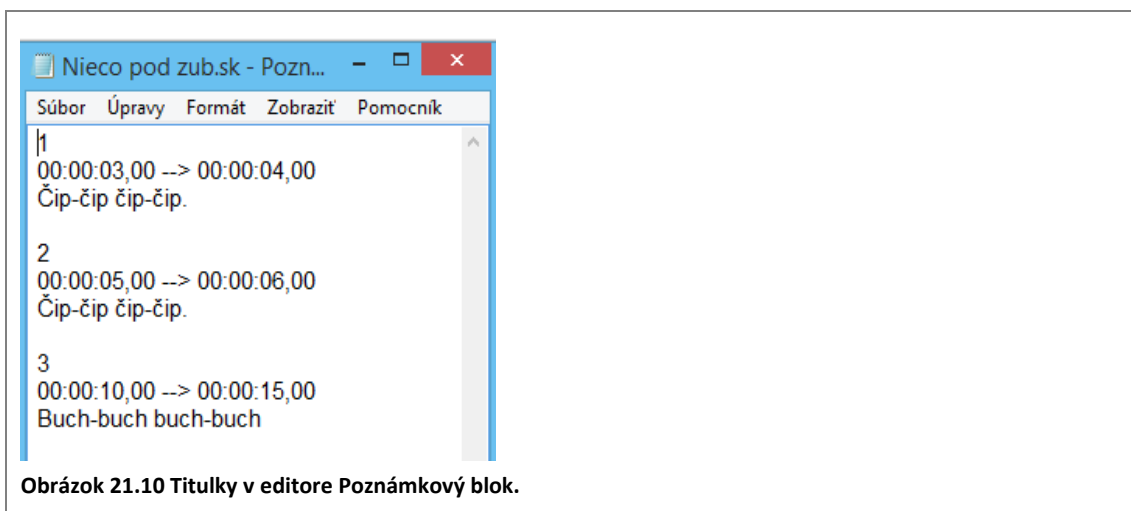 Nieco pod zub.sk - Pozn...
Súbor Úpravy Formát Zobraziť Pomocník
1
00:00:03,00 --> 00:00:04,00
Čip-čip čip-čip.
2
00:00:05,00 --> 00:00:06,00
Čip-čip čip-čip.
3
00:00:10,00 --> 00:00:15,00
Buch-buch buch-buch
Obrázok 21.10 Titulky v editore Poznámkový blok.